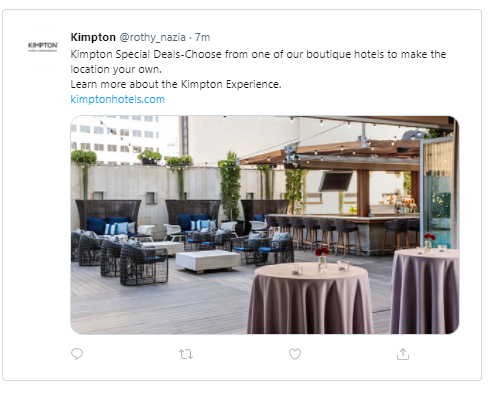 KIMPTON
Kimpton @rothy_nazia · 7m
Kimpton Special Deals-Choose from one of our boutique hotels to make the
location your own.
Learn more about the Kimpton Experience.
kimptonhotels.com